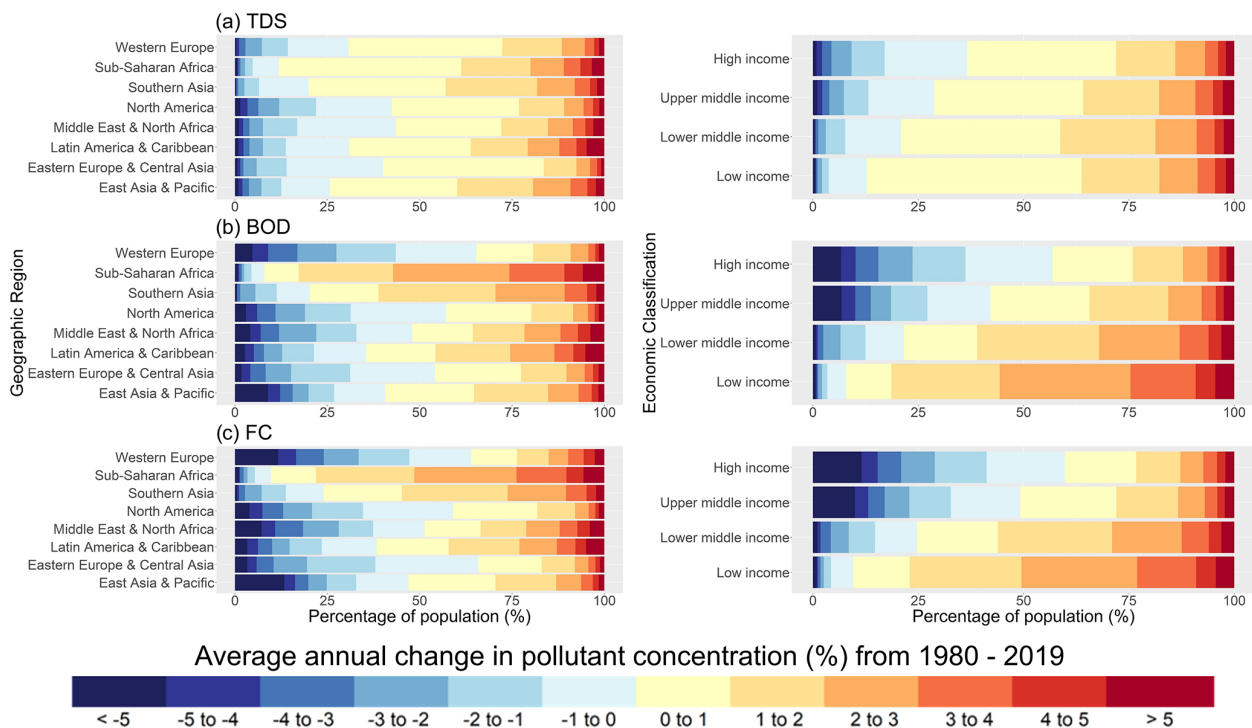 (a) TDS
Western Europe
Sub-Saharan Africa
Southern Asia
North America
Middle East & North Africa
Latin America & Caribbean
Eastern Europe & Central Asia
East Asia & Pacific
0 25 50 75 100
High income
Upper middle income
Lower middle income
Low income
0 25 50 75 100
Geographic Region
(b) BOD
Western Europe
Sub-Saharan Africa
Southern Asia
North America
Middle East & North Africa
Latin America & Caribbean
Eastern Europe & Central Asia
East Asia & Pacific
0 25 50 75 100
Economic Classification
High income
Upper middle income
Lower middle income
Low income
0 25 50 75 100
(c) FC
Western Europe
Sub-Saharan Africa
Southern Asia
North America
Middle East & North Africa
Latin America & Caribbean
Eastern Europe & Central Asia
East Asia & Pacific
0 25 50 75 100
Percentage of population (%)
High income
Upper middle income
Lower middle income
Low income
0 25 50 75 100
Percentage of population (%)
Average annual change in pollutant concentration (%) from 1980 - 2019
< -5 -5 to -4 -4 to -3 -3 to -2 -2 to -1 -1 to 0 0 to 1 1 to 2 2 to 3 3 to 4 4 to 5 > 5